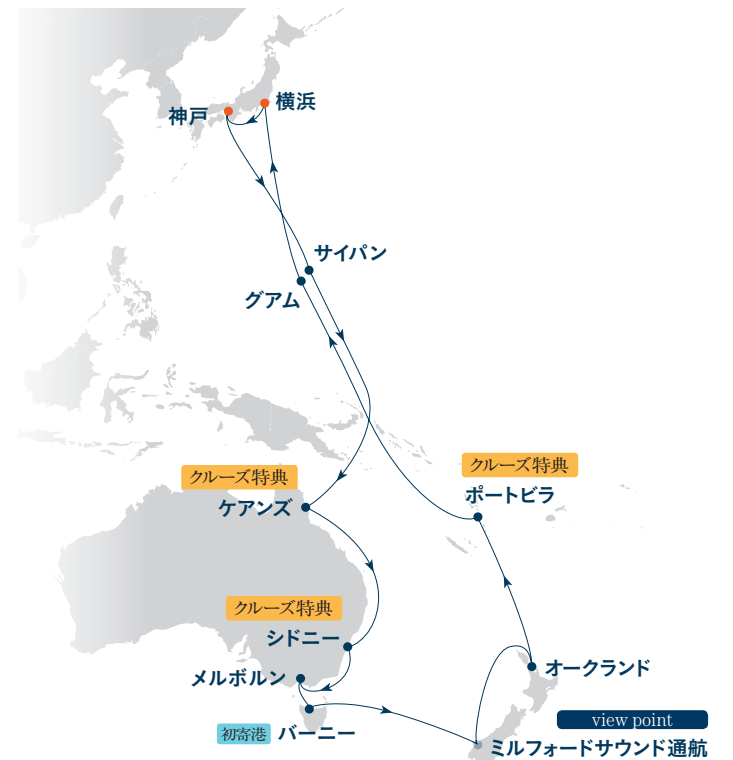 横浜
神戸
サイパン
グアム
クルーズ特典
ポートビラ
クルーズ特典
ケアンズ
クルーズ特典
シドニー
オークランド
メルボルン
view point
初寄港 バーニー
ミルフォードサウンド通航